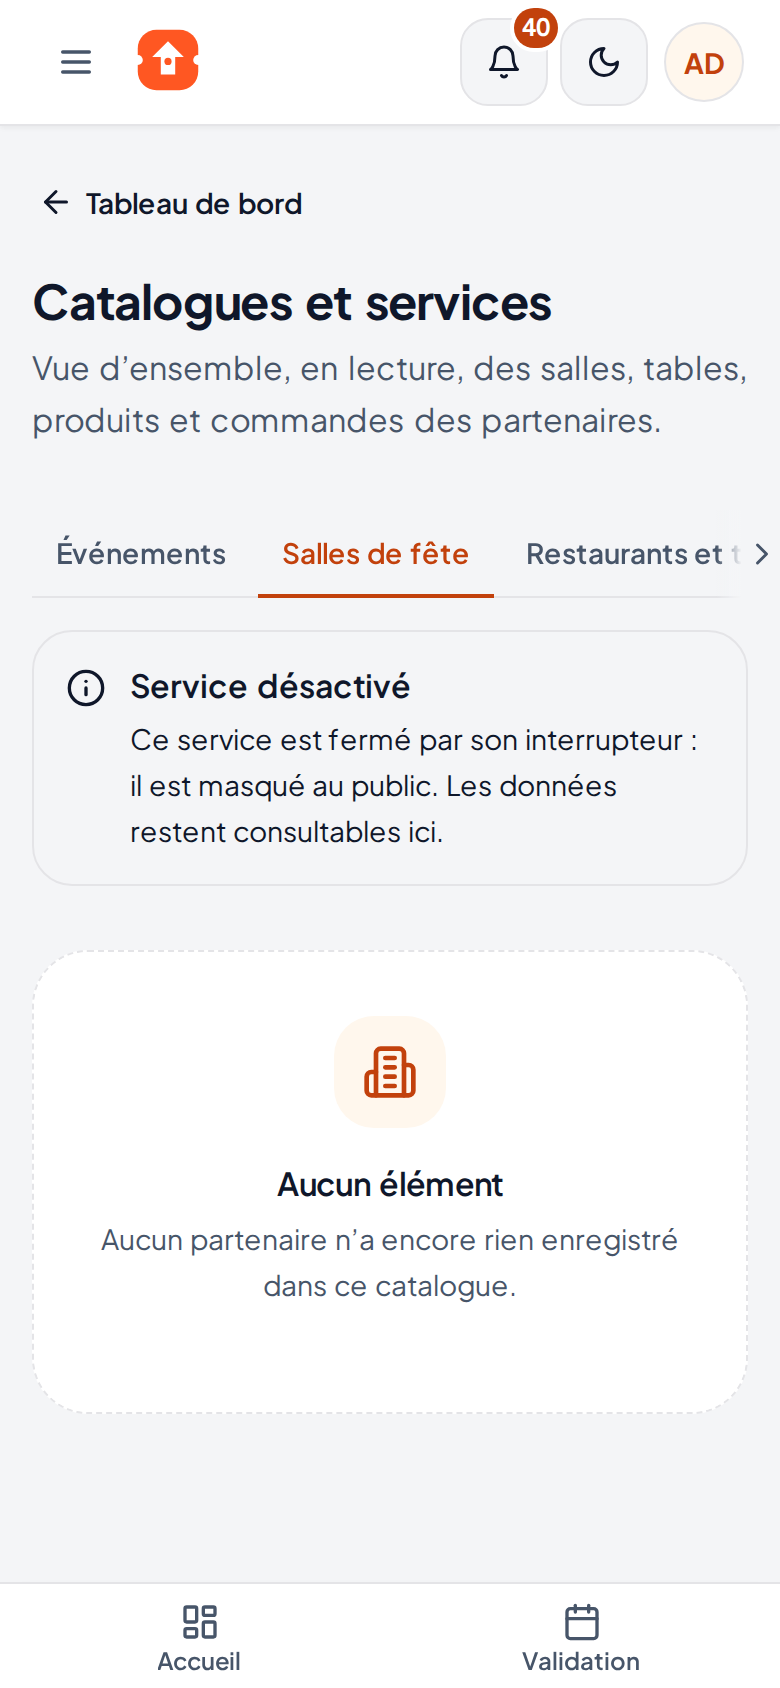 40
AD
Tableau de bord
Catalogues et services
Vue d’ensemble, en lecture, des salles, tables,
produits et commandes des partenaires.
Événements
Salles de fête
Restaurants et t
Service désactivé
Ce service est fermé par son interrupteur :
il est masqué au public. Les données
restent consultables ici.
Aucun élément
Aucun partenaire n’a encore rien enregistré
dans ce catalogue.
Accueil
Validation